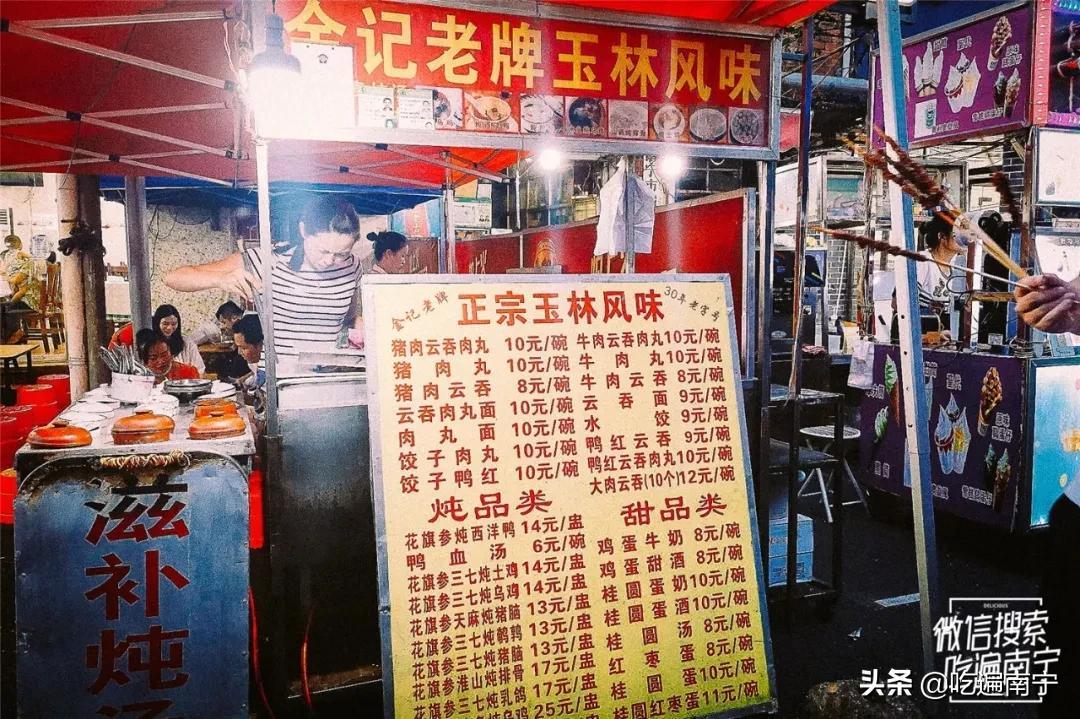 金记老牌玉林风味
金记老牌
正宗玉林风味
30年老字号
猪肉云吞肉丸 10元/碗
猪肉丸 10元/碗
猪肉云吞 8元/碗
云吞肉丸面 10元/碗
肉丸面 10元/碗
饺子肉丸 10元/碗
饺子鸭红 10元/碗
牛肉云吞肉丸 10元/碗
牛肉丸 10元/碗
牛肉云吞 8元/碗
云吞面 9元/碗
水饺 9元/碗
鸭红云吞 9元/碗
鸭红云吞肉丸 10元/碗
大肉云吞(10个) 12元/碗
炖品类
花旗参炖西洋鸭 14元/盅
鸭血汤 6元/碗
花旗参三七炖土鸡 14元/盅
花旗参三七炖乌鸡 14元/盅
花旗参天麻炖猪脑 13元/盅
花旗参三七炖鹌鹑 13元/盅
花旗参三七炖猪脑 13元/盅
花旗参淮山炖排骨 17元/盅
花旗参三七炖乳鸽 17元/盅
25元/盅
甜品类
鸡蛋牛奶 8元/碗
鸡蛋甜酒 8元/碗
桂圆蛋奶 10元/碗
桂圆蛋酒 10元/碗
桂圆汤 8元/碗
红枣蛋 8元/碗
桂圆蛋 10元/碗
桂圆红枣蛋 11元/碗
滋补炖汤
DELICIOUS
微信搜索
吃遍南宁
头条 @吃遍南宁